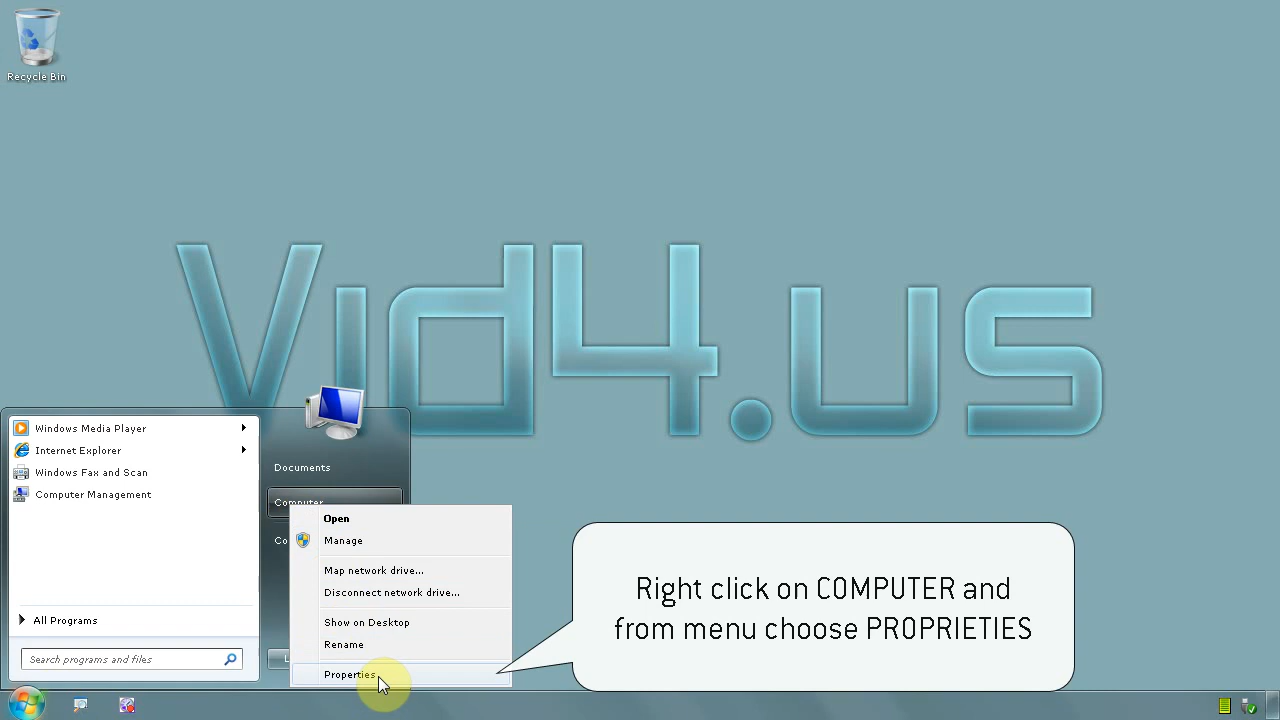 Recycle Bin
Vid4.us
Windows Media Player
Internet Explorer
Windows Fax and Scan
Computer Management
All Programs
Search programs and files
Documents
Computer
Co
L
Open
Manage
Map network drive...
Disconnect network drive...
Show on Desktop
Rename
Properties
Right click on COMPUTER and
from menu choose PROPRIETIES